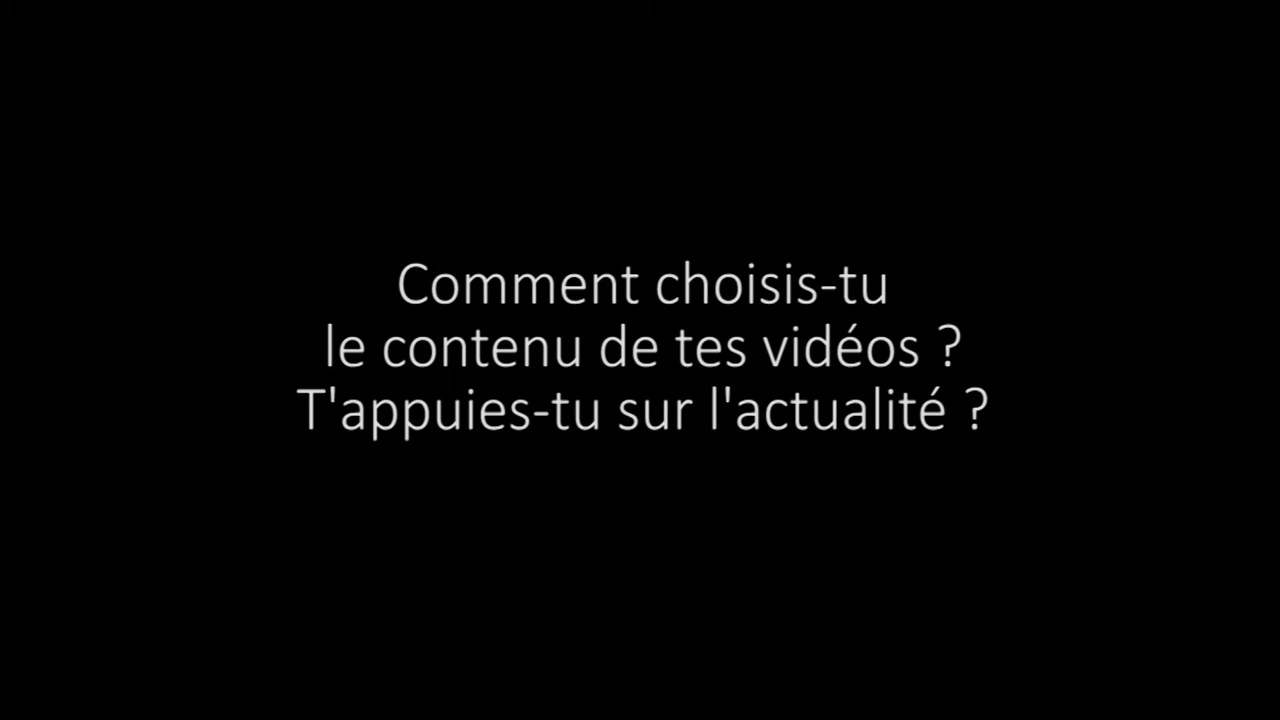 Comment choisis-tu
le contenu de tes vidéos ?
T'appuies-tu sur l'actualité ?